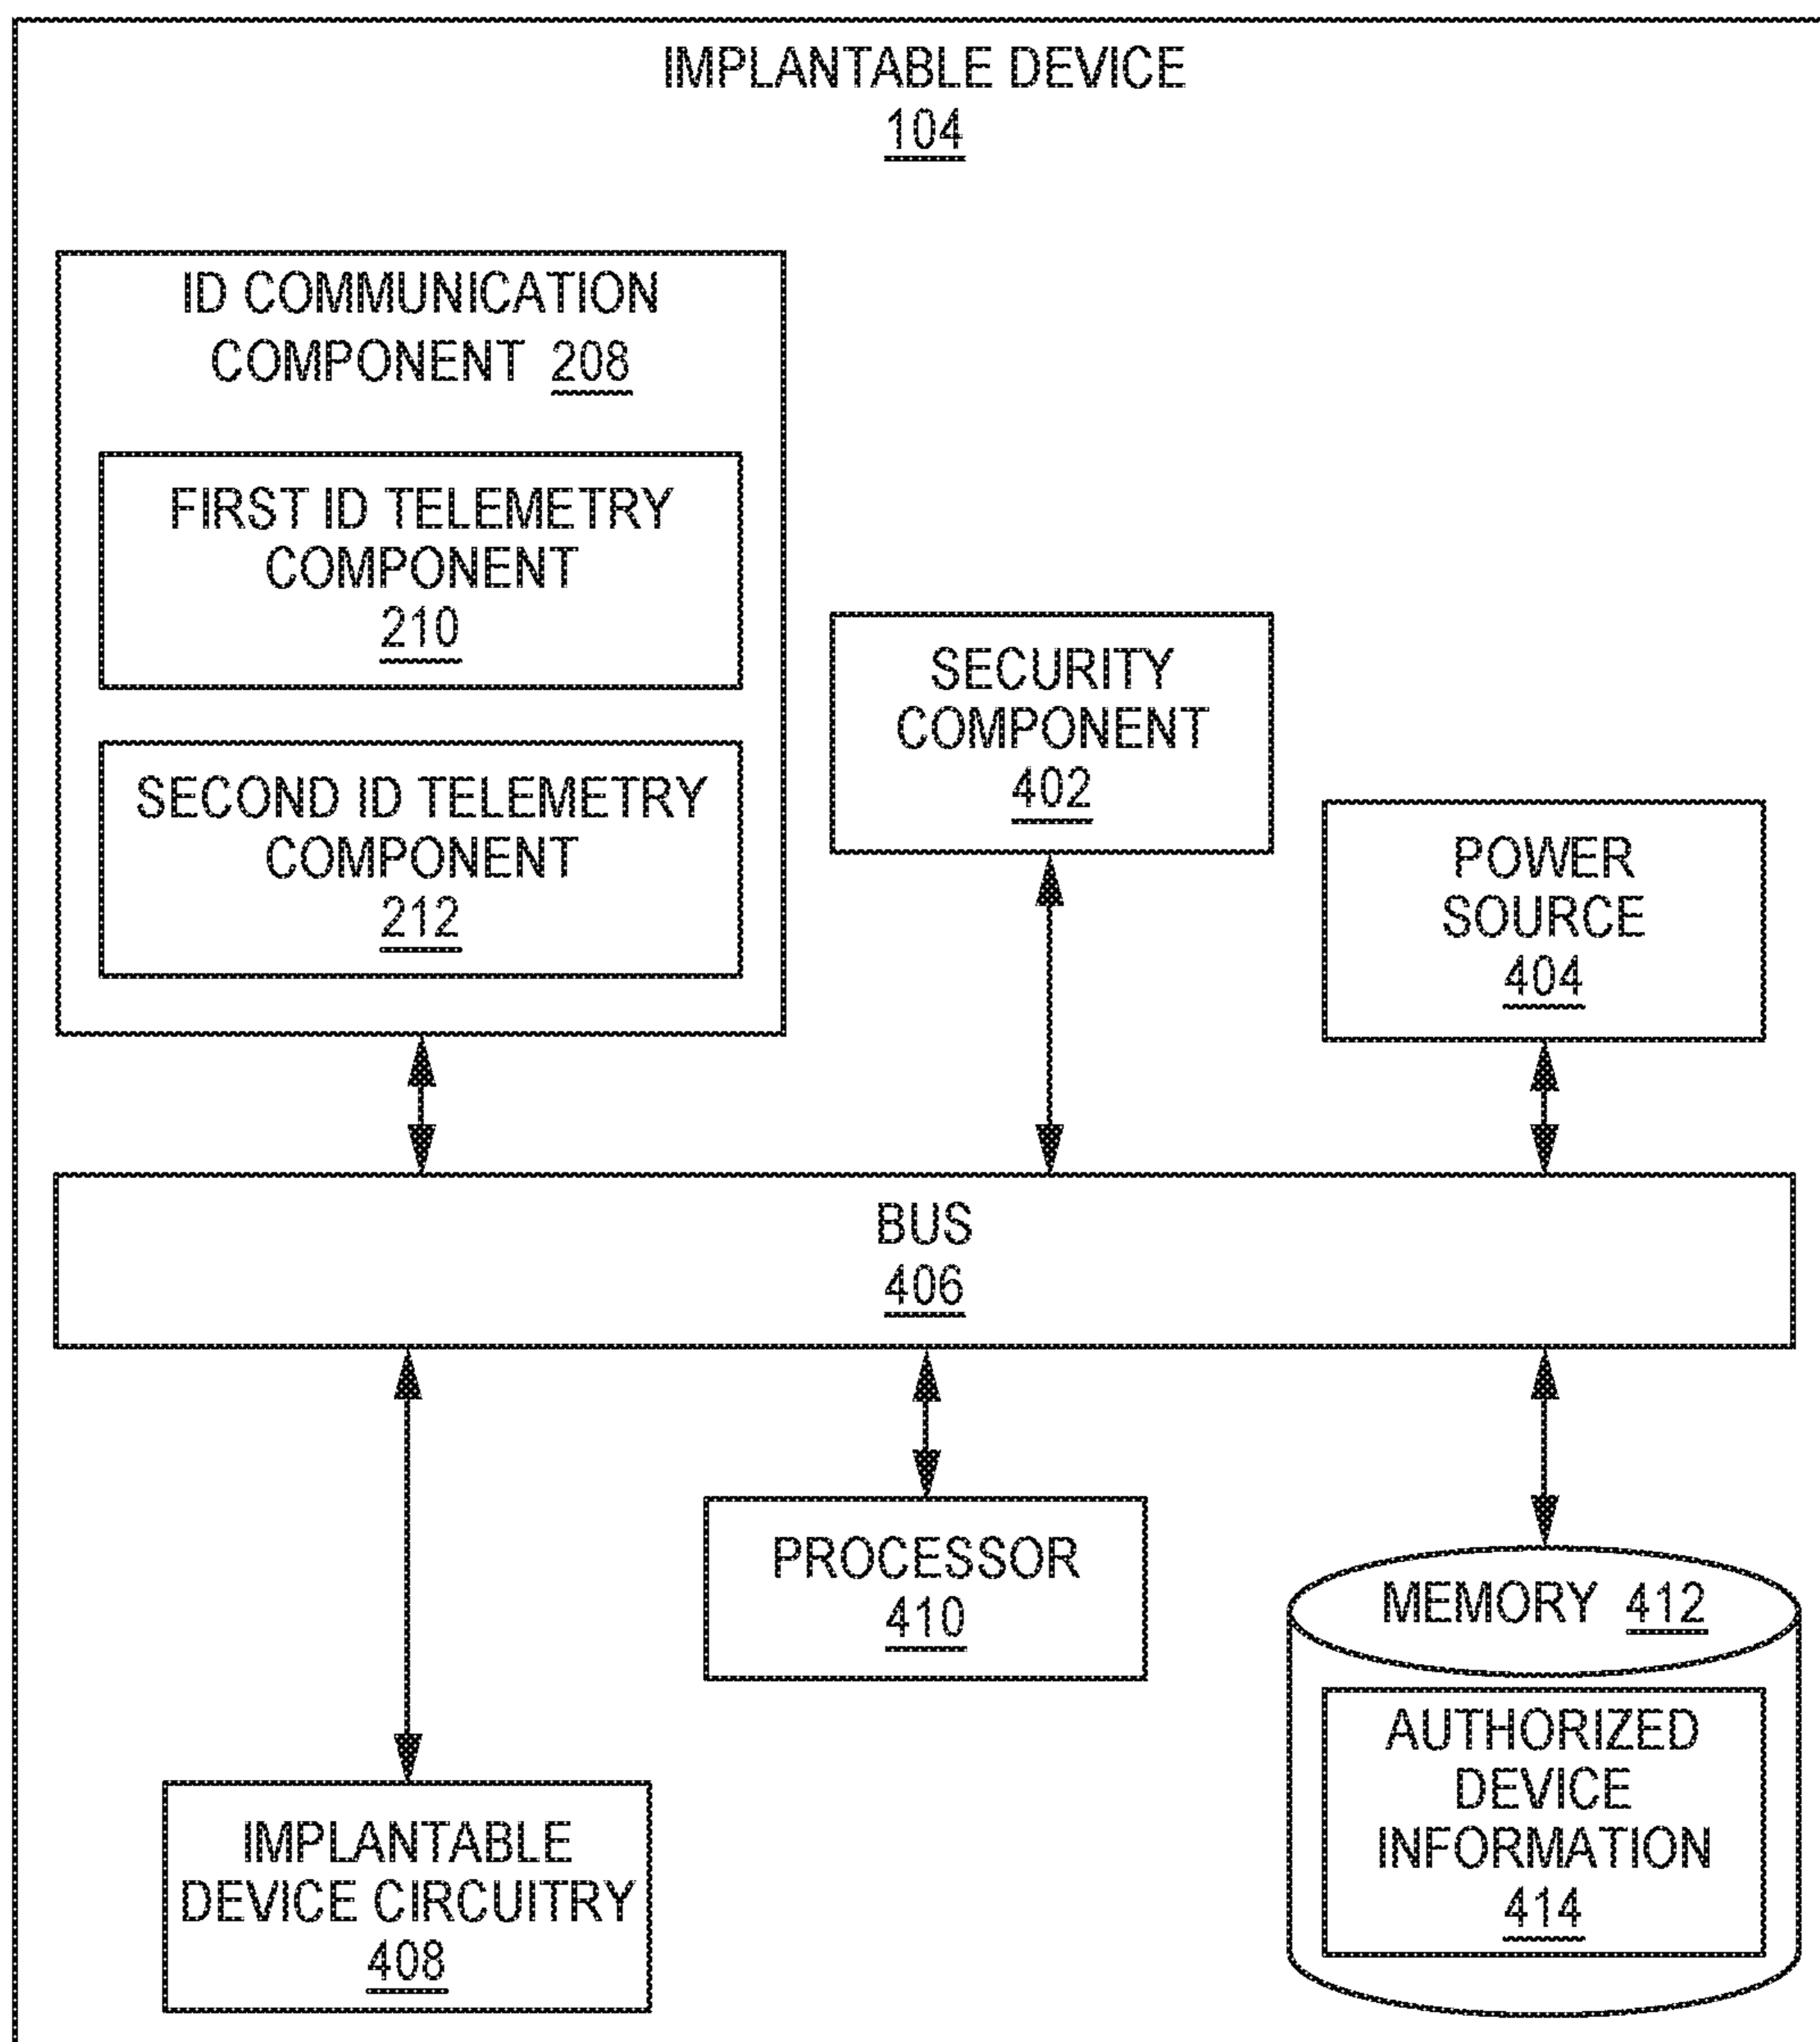 IMPLANTABLE DEVICE
104
ID COMMUNICATION
COMPONENT 208
FIRST ID TELEMETRY
COMPONENT
210
SECOND ID TELEMETRY
COMPONENT
212
SECURITY
COMPONENT
402
POWER
SOURCE
404
BUS
406
IMPLANTABLE
DEVICE CIRCUITRY
408
PROCESSOR
410
MEMORY 412
AUTHORIZED
DEVICE
INFORMATION
414